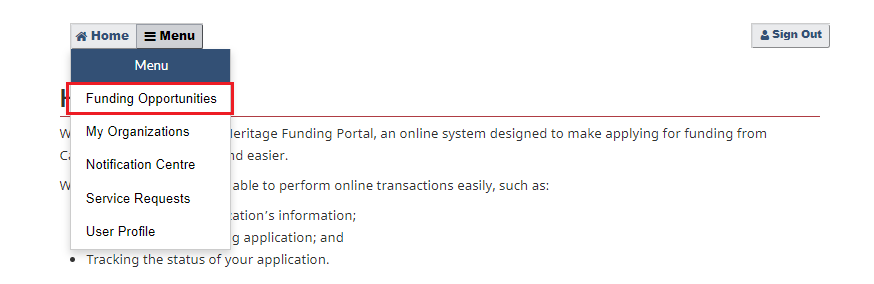 Home Menu Sign Out
Menu
Funding Opportunities
My Organizations
Notification Centre
Service Requests
User Profile
Heritage Funding Portal, an online system designed to make applying for funding from
nd easier.
able to perform online transactions easily, such as:
ation's information;
g application; and
Tracking the status of your application.